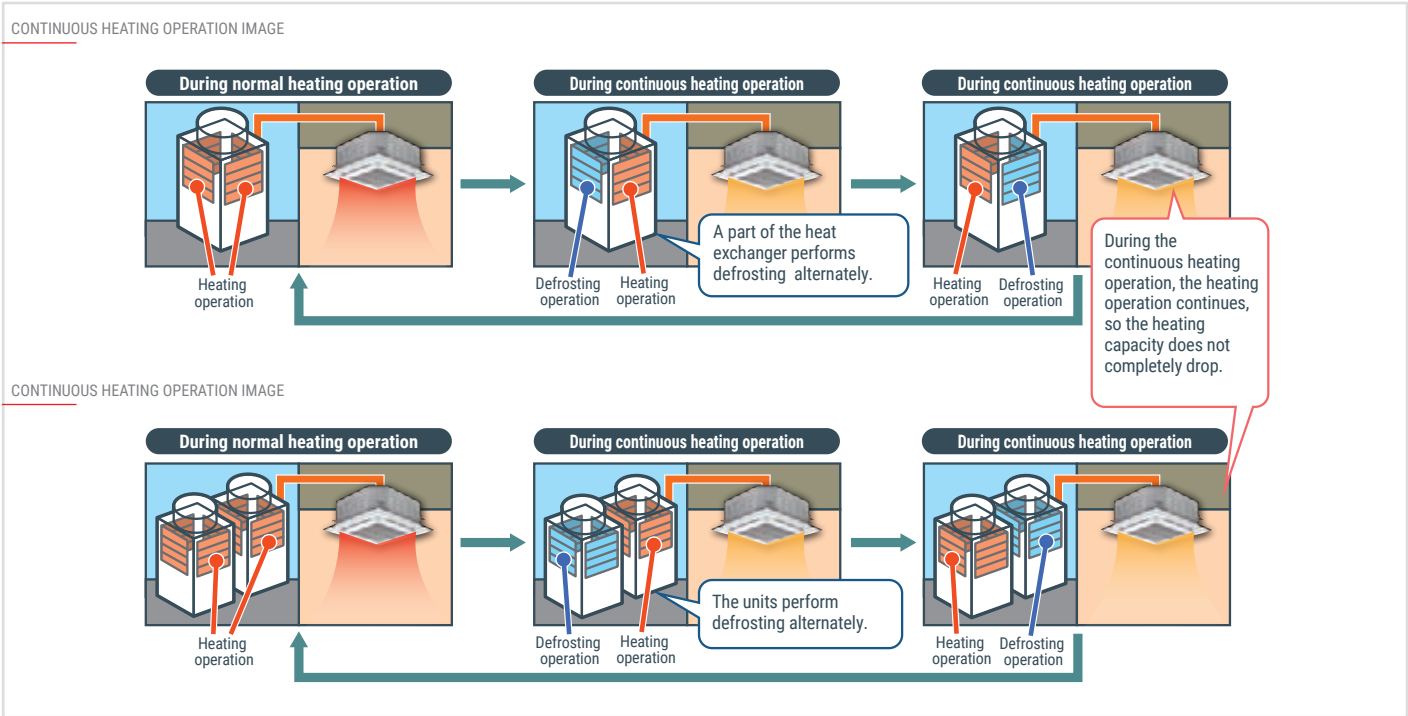 CONTINUOUS HEATING OPERATION IMAGE
During normal heating operation
During continuous heating operation
During continuous heating operation
Heating
operation
Defrosting
operation
Heating
operation
A part of the heat
exchanger performs
defrosting alternately.
Heating
operation
Defrosting
operation
During the
continuous heating
operation, the heating
operation continues,
so the heating
capacity does not
completely drop.
CONTINUOUS HEATING OPERATION IMAGE
During normal heating operation
During continuous heating operation
During continuous heating operation
Heating
operation
Defrosting
operation
Heating
operation
The units perform
defrosting alternately.
Heating
operation
Defrosting
operation